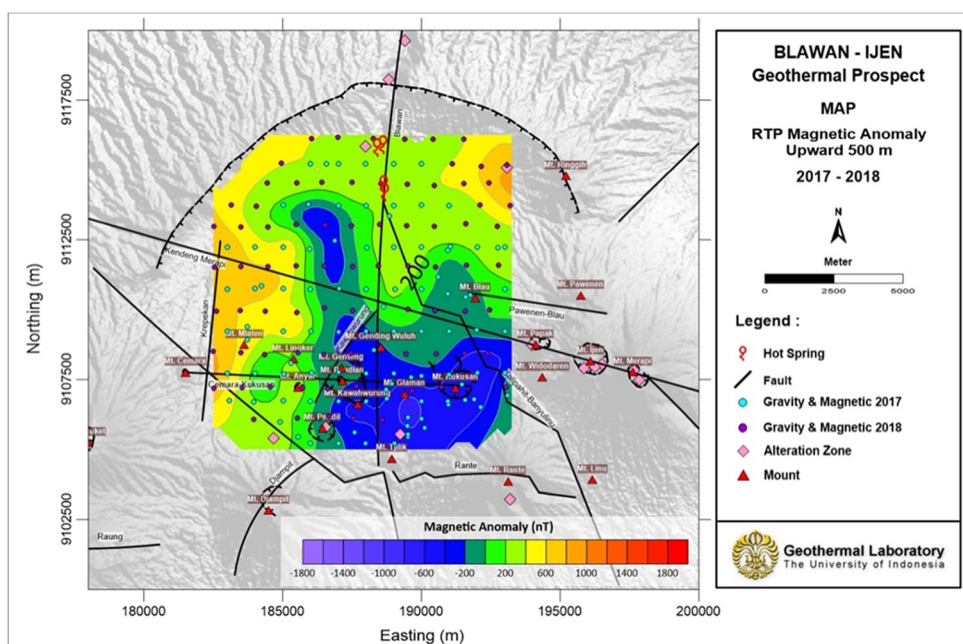 BLAWAN - IJEN
Geothermal Prospect
MAP
RTP Magnetic Anomaly
Upward 500 m
2017 - 2018
N
Meter
0 2500 5000
Legend :
Hot Spring
Fault
Gravity & Magnetic 2017
Gravity & Magnetic 2018
Alteration Zone
Mount
Geothermal Laboratory
The University of Indonesia
Northing (m)
9117500
9112500
9107500
9102500
Blawan
Mt. Ringgih
Kendeng Merapi
200
Mt. Blau
Mt. Pawenen
Pawenen-Blau
Krepekan
Mt. Mlaten
Mt. Lingker
Mt. Genteng
Mt. Gending Wuluh
Mt. Papak
Mt. Ijen
Mt. Merapi
Mt. Cemara
Cemara-Kukusan
Mt. Anyar
Mt. Glaman
Mt. Kukusan
Mt. Widodaren
Mt. Kawahwurung
Mt. Pendil
Mt. Rante
Mt. Linu
Rante
Djampit
Mt. Djampit
Raung
Magnetic Anomaly (nT)
-1800 -1400 -1000 -600 -200 200 600 1000 1400 1800
180000 185000 190000 195000 200000
Easting (m)